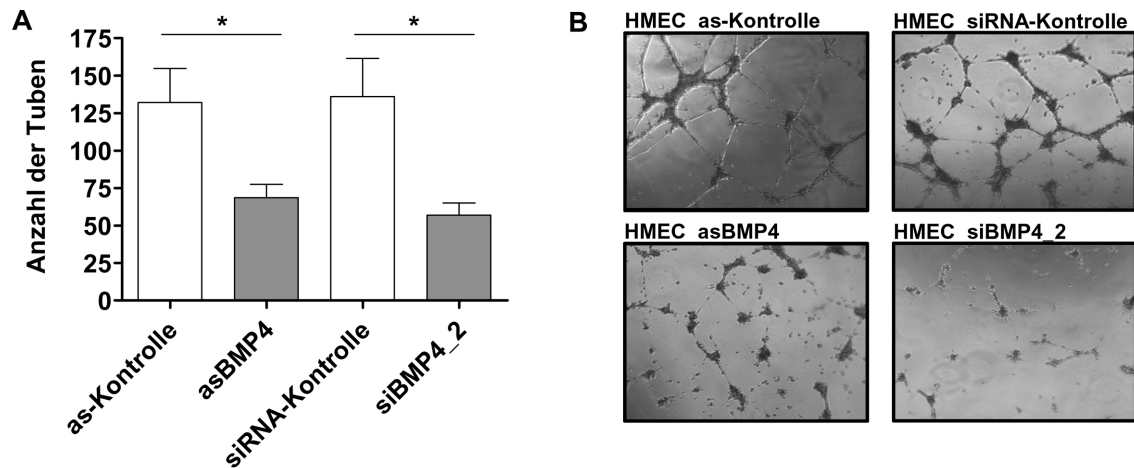 A
* *
175
150
125
100
75
50
25
0
Anzahl der Tuben
as-Kontrolle
asBMP4
siRNA-Kontrolle
siBMP4_2
B
HMEC as-Kontrolle
HMEC siRNA-Kontrolle
HMEC asBMP4
HMEC siBMP4_2